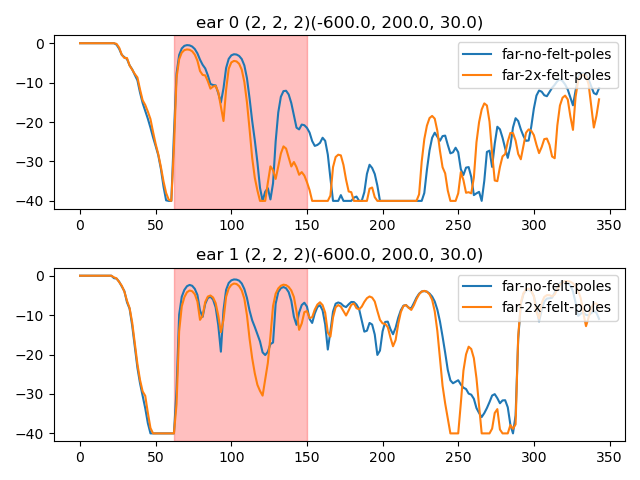 ear 0 (2, 2, 2)(-600.0, 200.0, 30.0)
0
−10
−20
−30
−40
far-no-felt-poles
far-2x-felt-poles
0 50 100 150 200 250 300 350
ear 1 (2, 2, 2)(-600.0, 200.0, 30.0)
0
−10
−20
−30
−40
far-no-felt-poles
far-2x-felt-poles
0 50 100 150 200 250 300 350